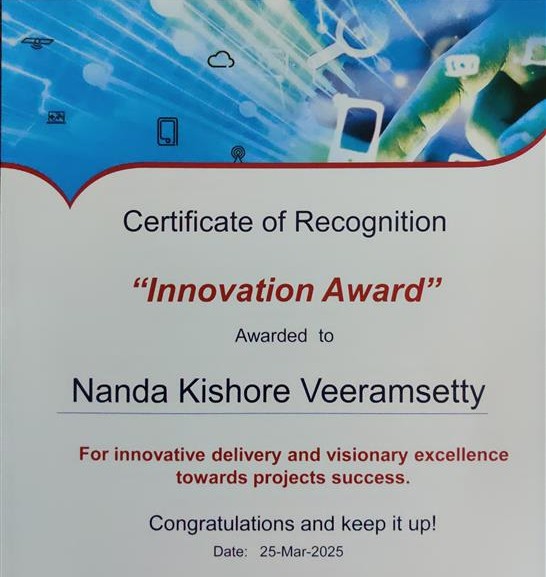 Certificate of Recognition
“Innovation Award”
Awarded to
Nanda Kishore Veeramsetty
For innovative delivery and visionary excellence
towards projects success.
Congratulations and keep it up!
Date: 25-Mar-2025